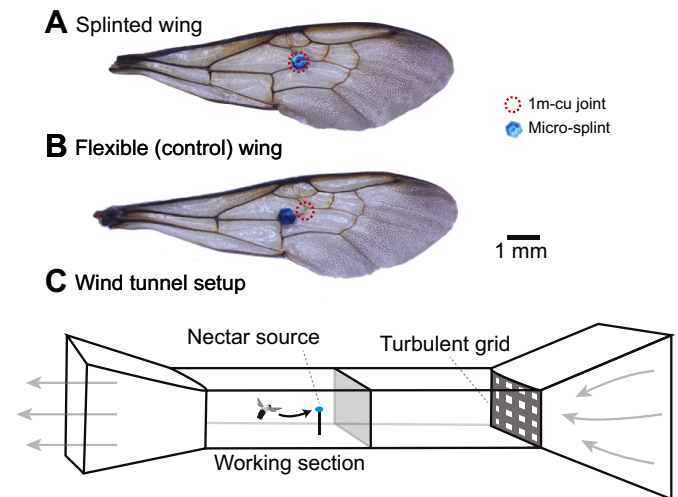 A Splinted wing
1m-cu joint
Micro-splint
B Flexible (control) wing
1 mm
C Wind tunnel setup
Nectar source
Turbulent grid
Working section